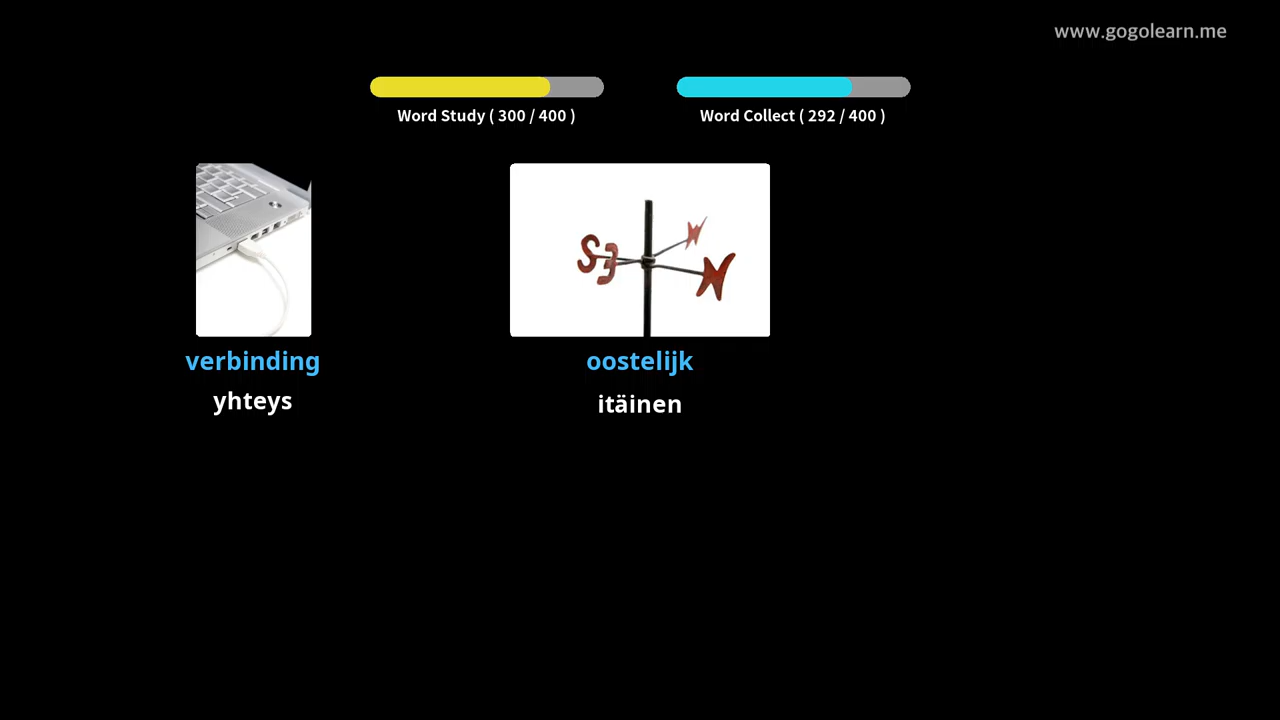 www.gogolearn.me
Word Study ( 300 / 400 )
Word Collect ( 292 / 400 )
S
E
N
W
verbinding
oostelijk
yhteys
itäinen